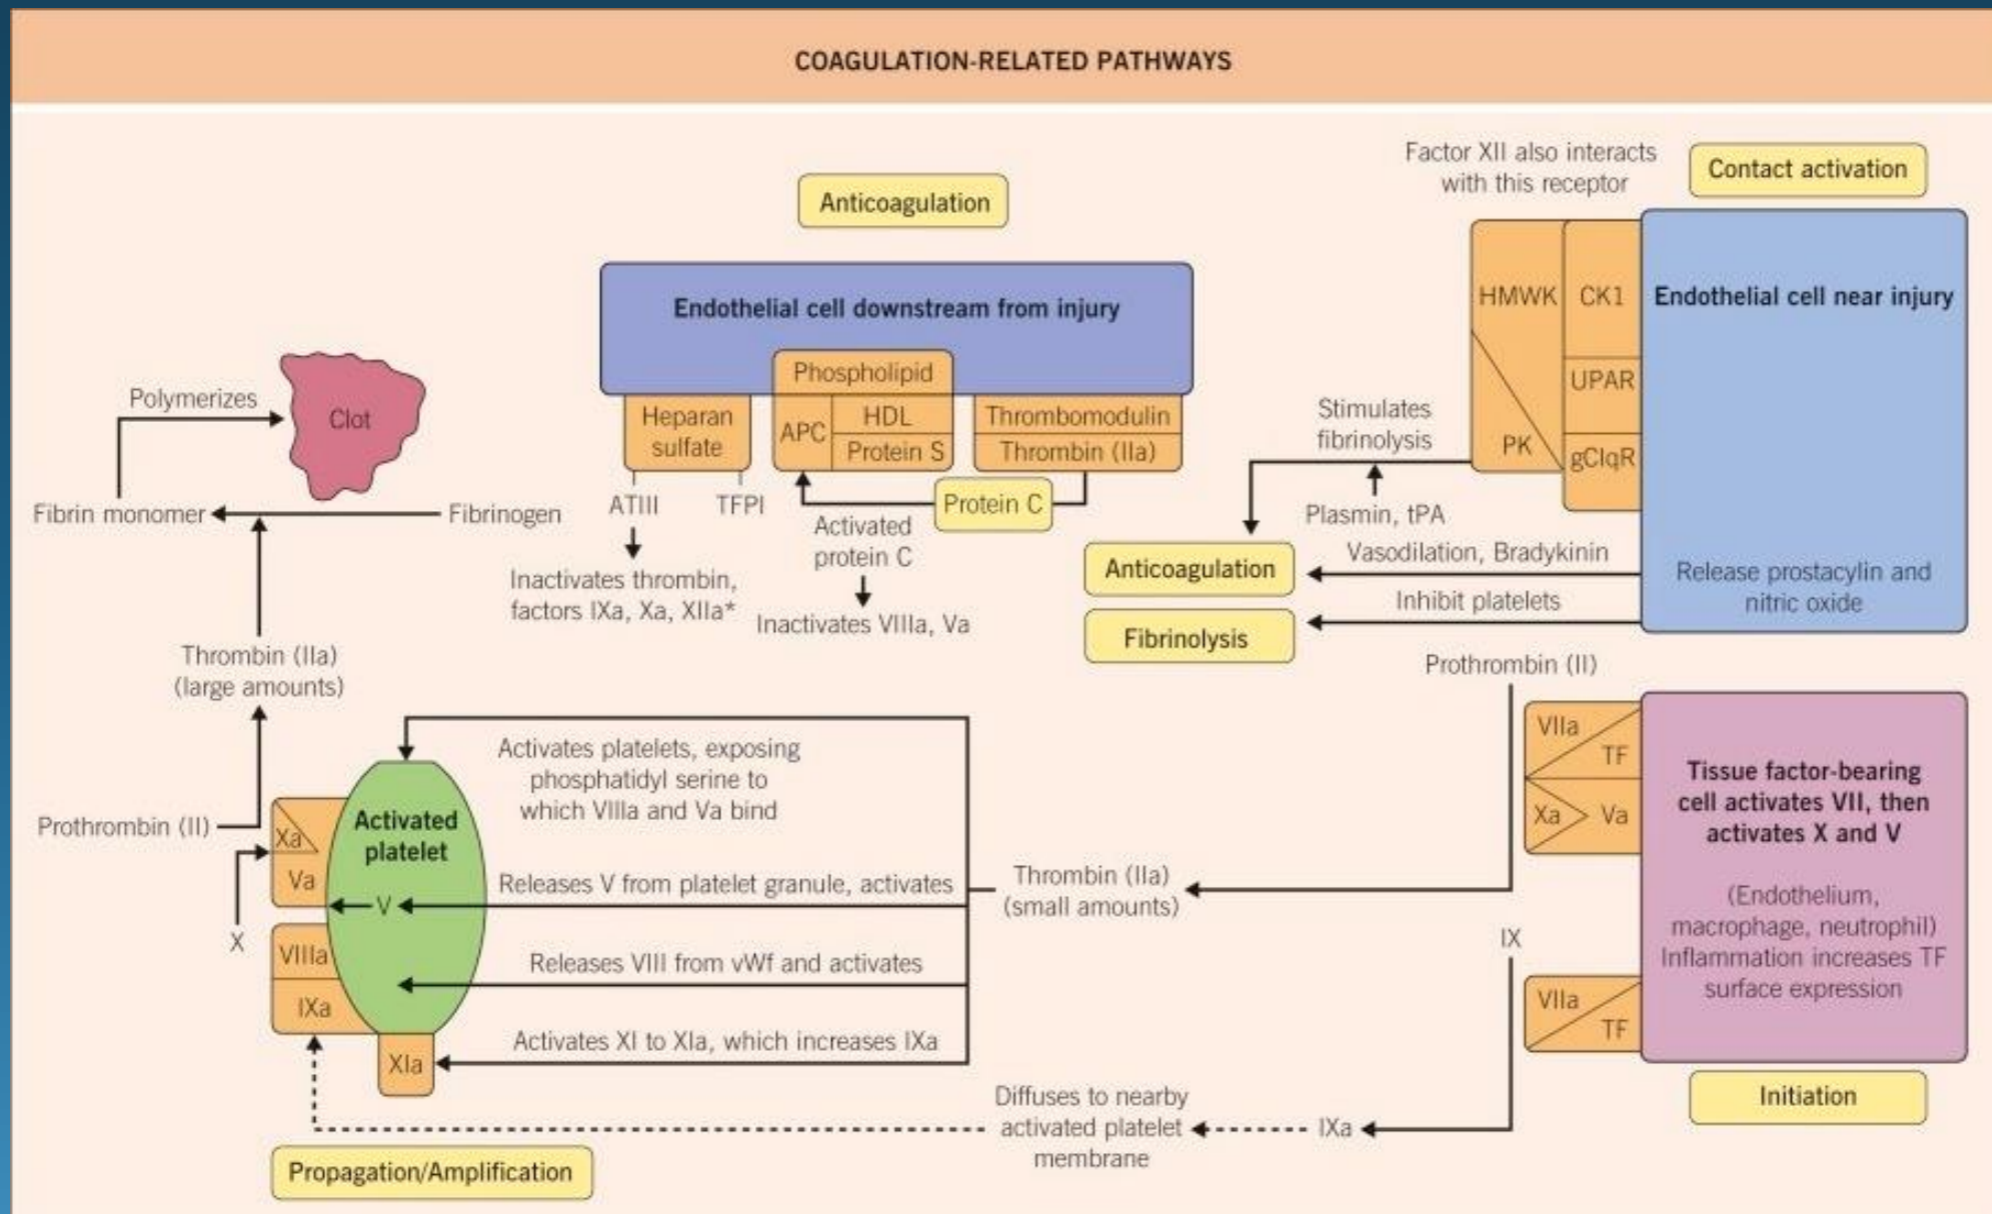 COAGULATION-RELATED PATHWAYS
Factor XII also interacts
with this receptor
Contact activation
Anticoagulation
HMWK
CK1
UPAR
gClqR
PK
Endothelial cell near injury
Release prostacylin and
nitric oxide
Endothelial cell downstream from injury
Phospholipid
Heparan
sulfate
APC
HDL
Protein S
Thrombomodulin
Thrombin (IIa)
ATIII
TFPI
Protein C
Activated
protein C
Inactivates thrombin,
factors IXa, Xa, XIIa*
Inactivates VIIIa, Va
Stimulates
fibrinolysis
Plasmin, tPA
Vasodilation, Bradykinin
Inhibit platelets
Anticoagulation
Fibrinolysis
Polymerizes
Clot
Fibrin monomer
Fibrinogen
Thrombin (IIa)
(large amounts)
Prothrombin (II)
X
Xa
Va
VIIIa
IXa
XIa
Activated
platelet
V
Activates platelets, exposing
phosphatidyl serine to
which VIIIa and Va bind
Releases V from platelet granule, activates
Releases VIII from vWf and activates
Activates XI to XIa, which increases IXa
Thrombin (IIa)
(small amounts)
Prothrombin (II)
VIIa
TF
Xa
Va
Tissue factor-bearing
cell activates VII, then
activates X and V
(Endothelium,
macrophage, neutrophil)
Inflammation increases TF
surface expression
IX
VIIa
TF
Initiation
IXa
Diffuses to nearby
activated platelet
membrane
Propagation/Amplification